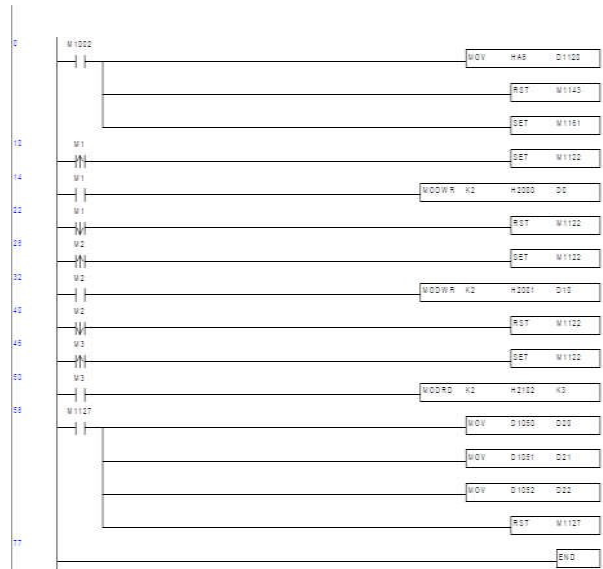 0 M1002 MOV D1120
RST M1143
SET M1161
10 M1 SET M1122
14 M1 MODWR K2 H2000 D0
22 M1 RST M1122
28 M2 SET M1122
32 M2 MODWR K2 H2001 D10
40 M2 RST M1122
46 M3 SET M1122
50 M3 MODRD K2 H2102 K3
58 M1127 MOV D1050 D20
MOV D1051 D21
MOV D1052 D22
RST M1127
77 END